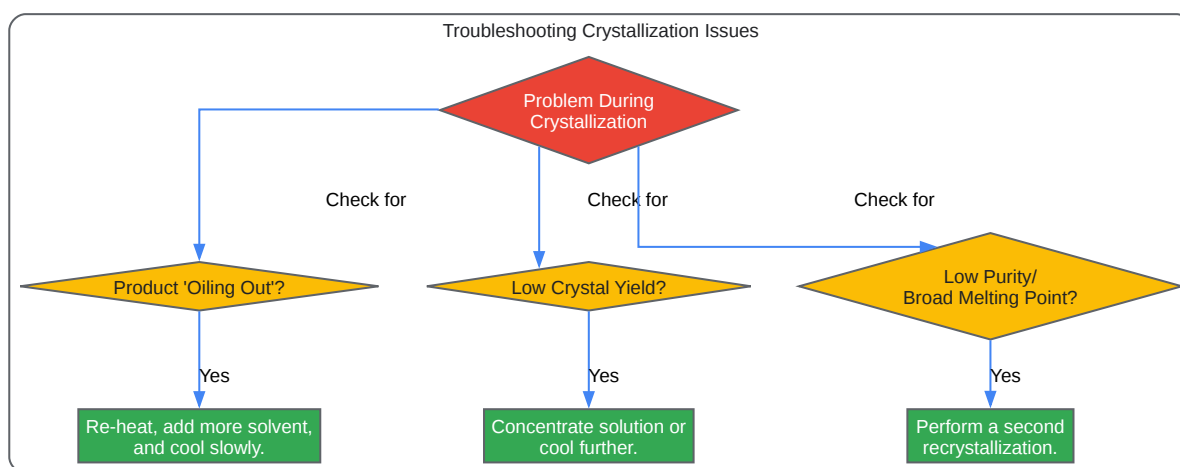 Troubleshooting Crystallization Issues
Problem During
Crystallization
Check for
Check for
Check for
Product 'Oiling Out'?
Low Crystal Yield?
Low Purity/
Broad Melting Point?
Yes
Yes
Yes
Re-heat, add more solvent,
and cool slowly.
Concentrate solution or
cool further.
Perform a second
recrystallization.